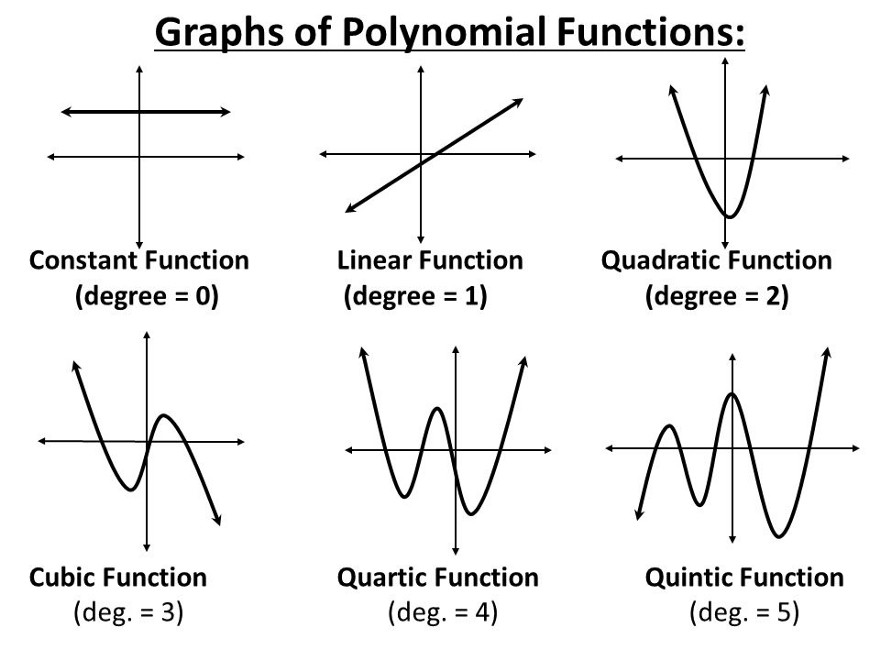 Graphs of Polynomial Functions:
Constant Function
(degree = 0)
Linear Function
(degree = 1)
Quadratic Function
(degree = 2)
Cubic Function
(deg. = 3)
Quartic Function
(deg. = 4)
Quintic Function
(deg. = 5)